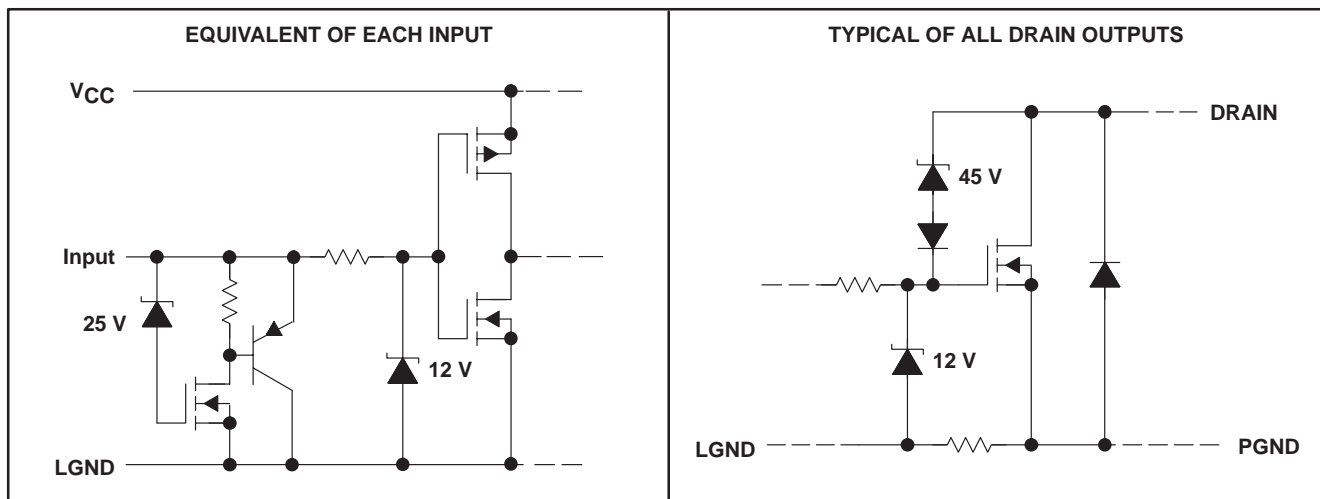 EQUIVALENT OF EACH INPUT
VCC
Input
25 V
12 V
LGND
TYPICAL OF ALL DRAIN OUTPUTS
DRAIN
45 V
12 V
LGND
PGND